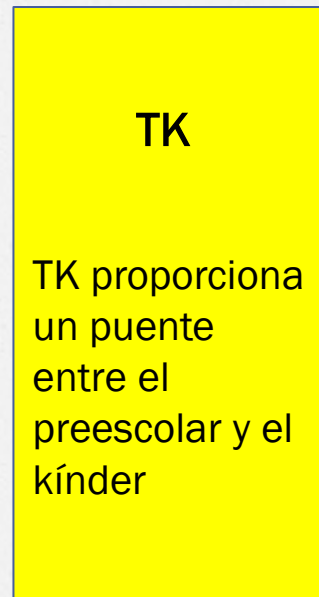 TK
TK proporciona
un puente
entre el
preescolar y el
kínder